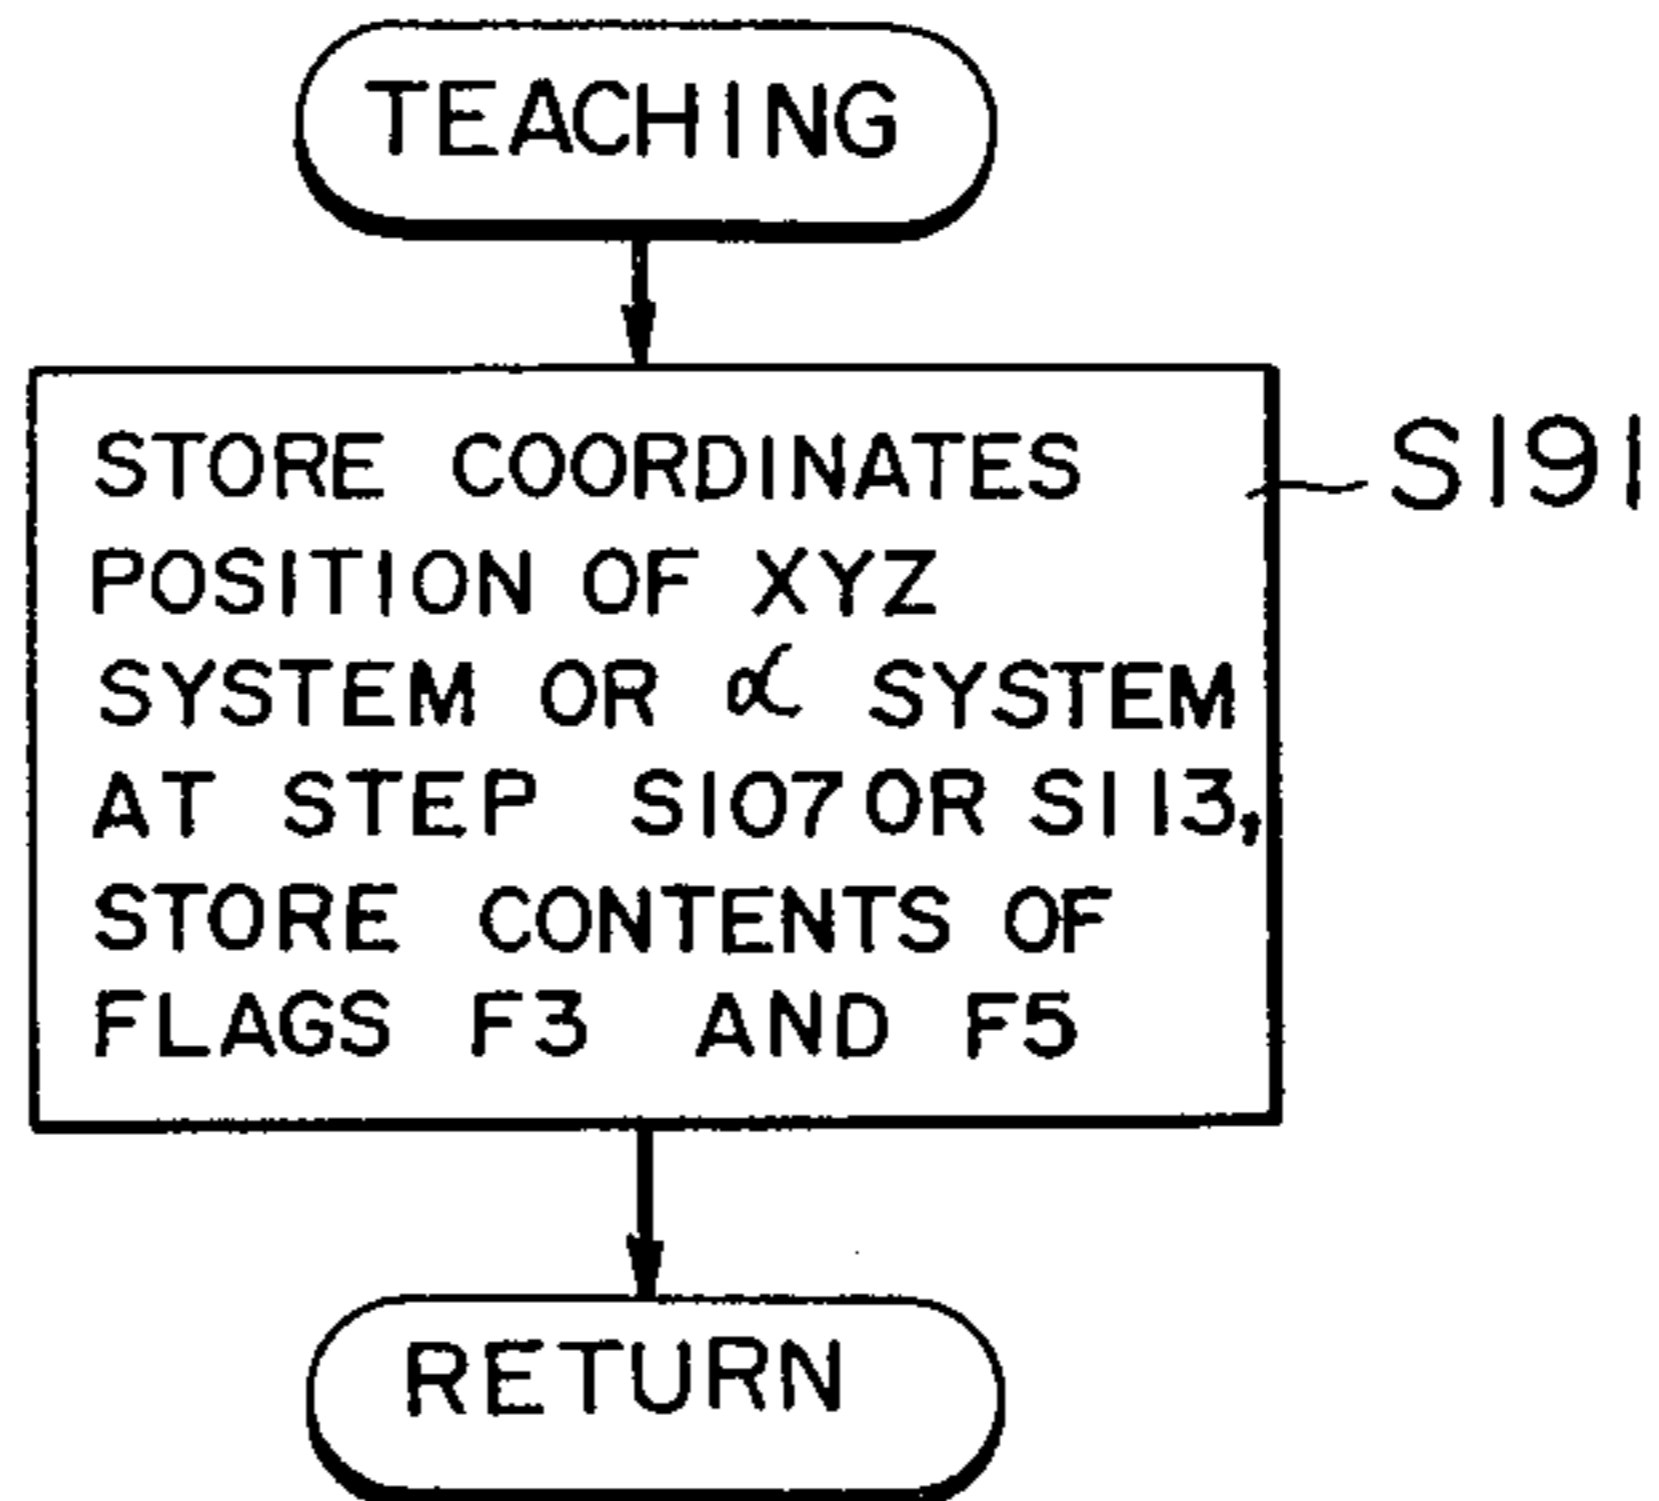 TEACHING
STORE COORDINATES
POSITION OF XYZ
SYSTEM OR α SYSTEM
AT STEP S107 OR S113,
STORE CONTENTS OF
FLAGS F3 AND F5
S191
RETURN